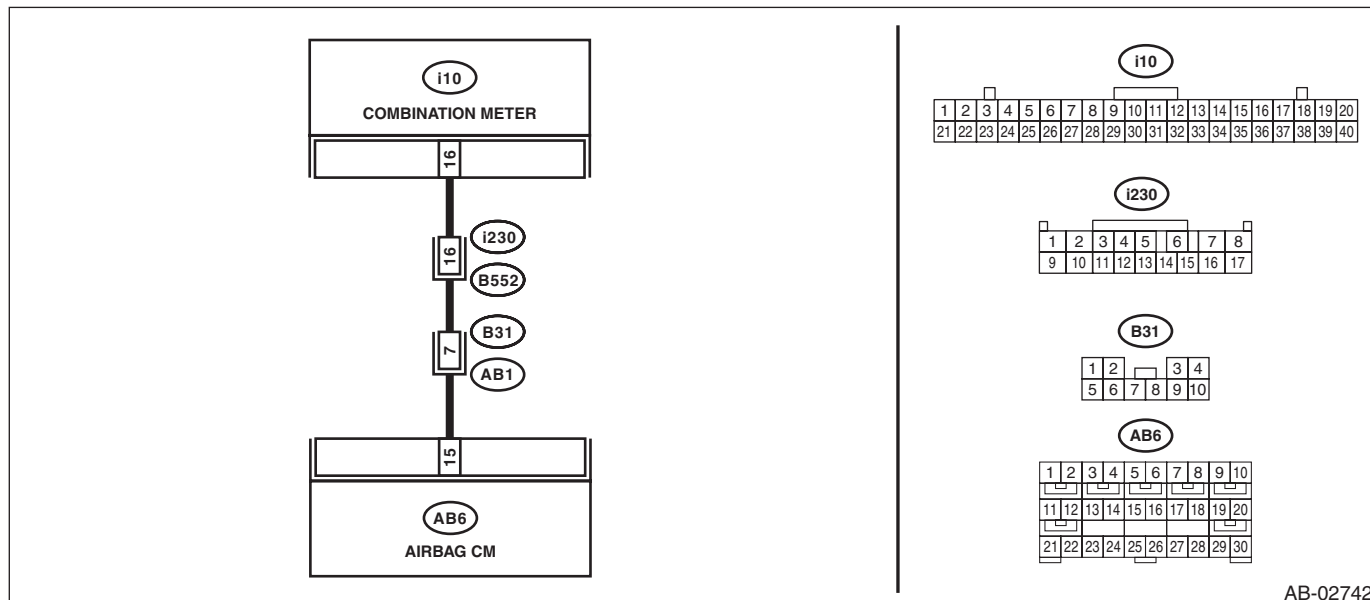 i10
COMBINATION METER
16
16
i230
B552
7
B31
AB1
15
AB6
AIRBAG CM
i10
1 2 3 4 5 6 7 8 9 10 11 12 13 14 15 16 17 18 19 20
21 22 23 24 25 26 27 28 29 30 31 32 33 34 35 36 37 38 39 40
i230
1 2 3 4 5 6 7 8
9 10 11 12 13 14 15 16 17
B31
1 2 3 4
5 6 7 8 9 10
AB6
1 2 3 4 5 6 7 8 9 10
11 12 13 14 15 16 17 18 19 20
21 22 23 24 25 26 27 28 29 30
AB-02742